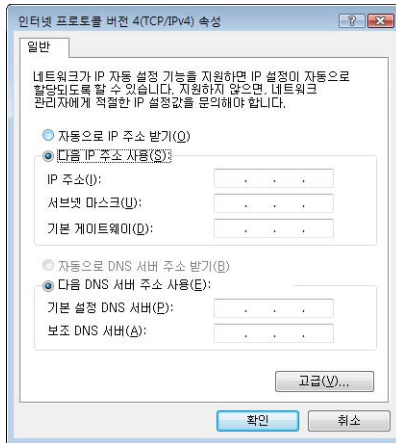 인터넷 프로토콜 버전 4(TCP/IPv4) 속성
일반
네트워크가 IP 자동 설정 기능을 지원하면 IP 설정이 자동으로
할당되도록 할 수 있습니다. 지원하지 않으면, 네트워크
관리자에게 적절한 IP 설정값을 문의해야 합니다.
자동으로 IP 주소 받기(O)
다음 IP 주소 사용(S):
IP 주소(I):
서브넷 마스크(U):
기본 게이트웨이(D):
자동으로 DNS 서버 주소 받기(B)
다음 DNS 서버 주소 사용(E):
기본 설정 DNS 서버(P):
보조 DNS 서버(A):
고급(V)...
확인
취소